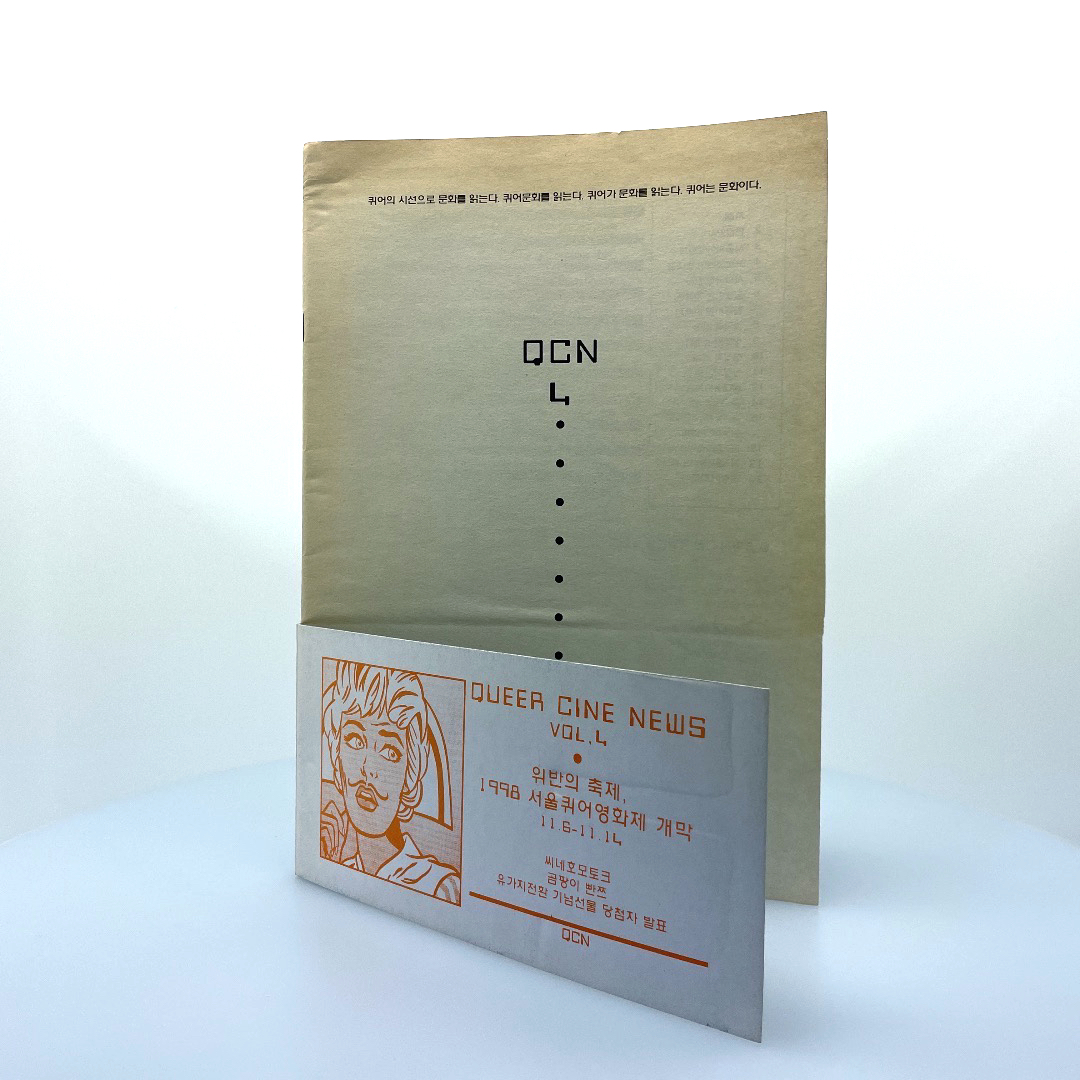 퀴어의 시선으로 문화를 읽는다. 퀴어문화를 읽는다. 퀴어가 문화를 읽는다. 퀴어는 문화이다.
QCN
4
QUEER CINE NEWS
VOL.4
위반의 축제,
1998 서울퀴어영화제 개막
11.6-11.14
씨네호모토크
곰팡이 빤쯔
유가지전환 기념선물 당첨자 발표
QCN